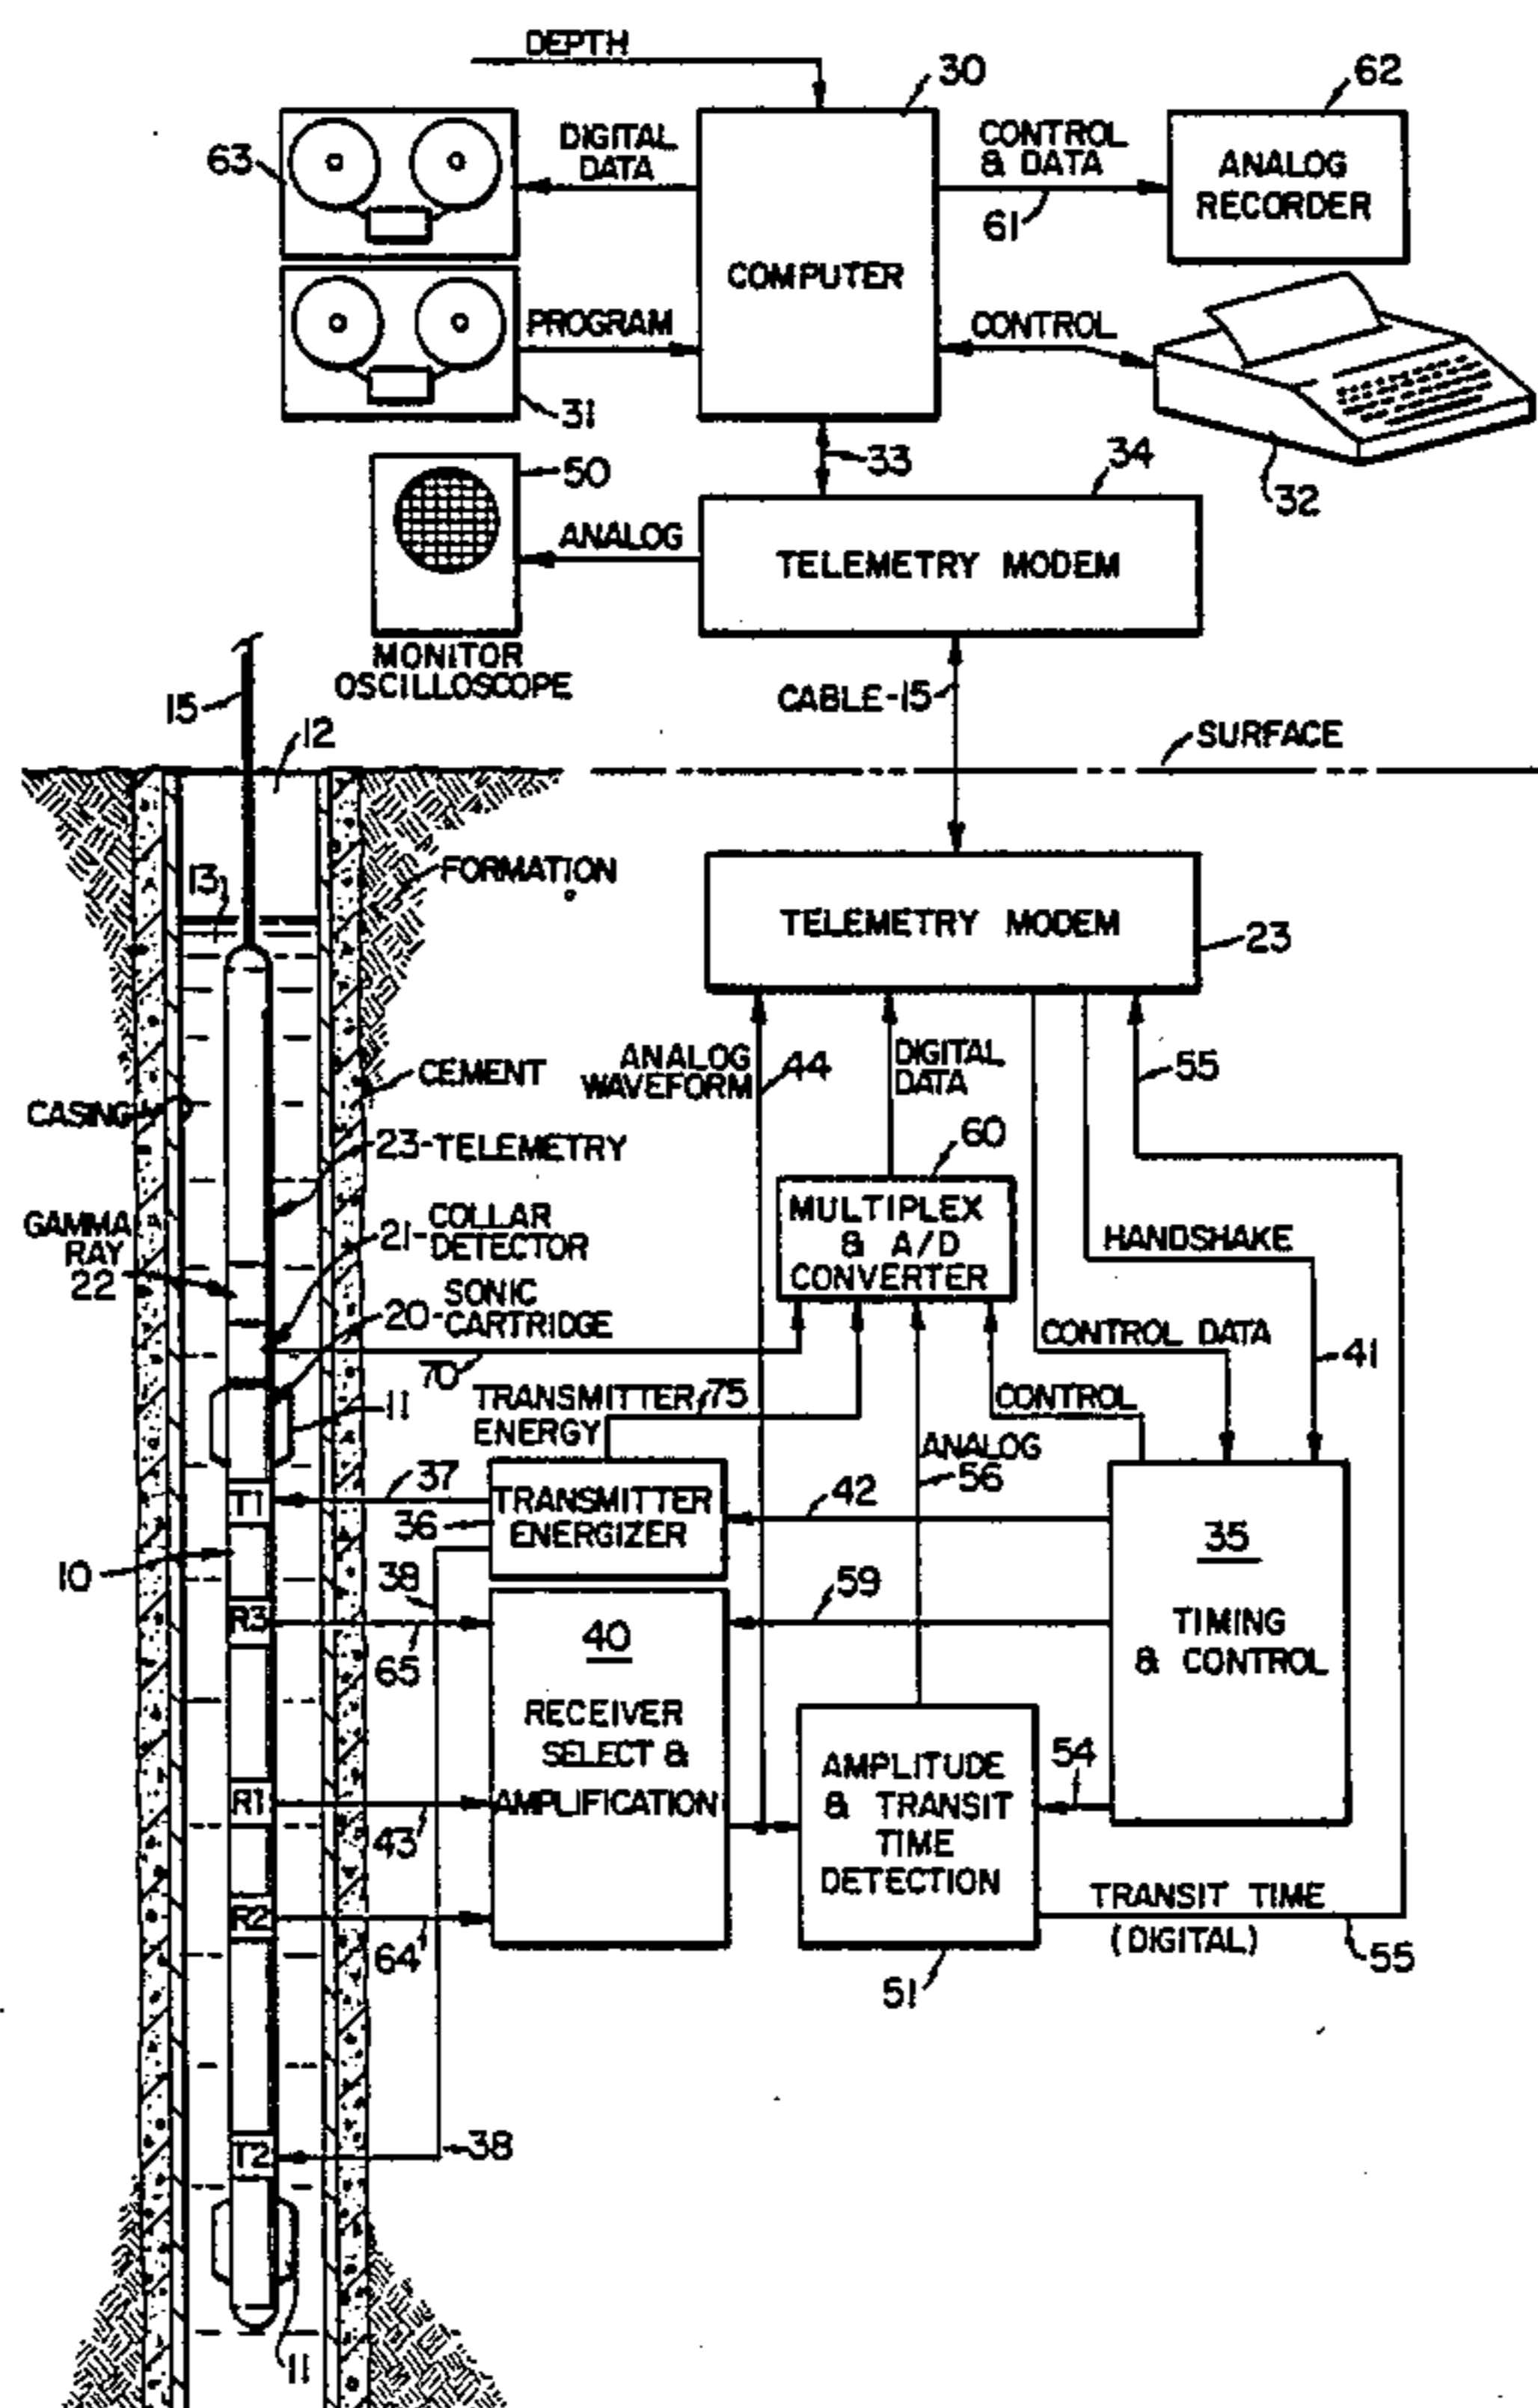 DEPTH
30
62
63
DIGITAL
DATA
CONTROL
& DATA
61
ANALOG
RECORDER
COMPUTER
PROGRAM
CONTROL
31
33
34
32
50
ANALOG
TELEMETRY MODEM
MONITOR
OSCILLOSCOPE
CABLE-15
15
12
SURFACE
13
FORMATION
TELEMETRY MODEM
23
ANALOG
WAVEFORM
44
DIGITAL
DATA
55
CEMENT
CASING
23-TELEMETRY
60
GAMMA
RAY
22
21-COLLAR
DETECTOR
MULTIPLEX
& A/D
CONVERTER
HANDSHAKE
20-SONIC
CARTRIDGE
CONTROL DATA
41
70
11
TRANSMITTER
ENERGY
75
CONTROL
ANALOG
56
T1
37
36
TRANSMITTER
ENERGIZER
42
35
TIMING
& CONTROL
10
38
59
R3
65
40
RECEIVER
SELECT &
AMPLIFICATION
R1
43
AMPLITUDE
& TRANSIT
TIME
DETECTION
54
R2
64
TRANSIT TIME
(DIGITAL)
55
51
T2
38
11